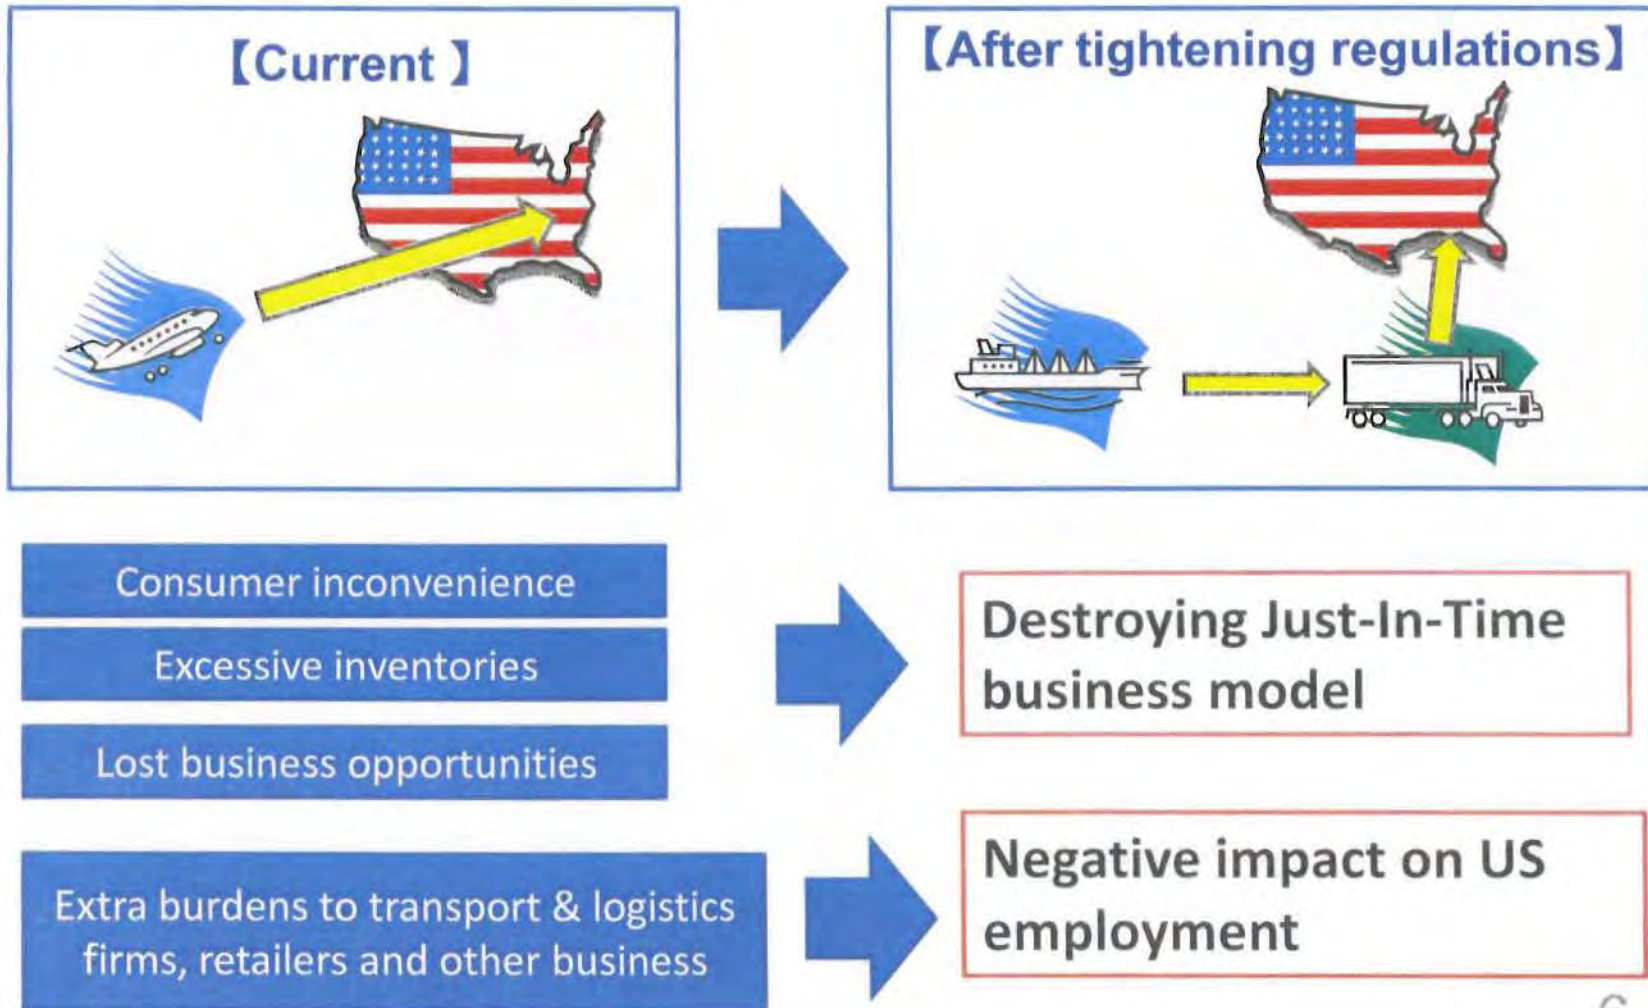 【Current 】
【After tightening regulations】
Consumer inconvenience
Excessive inventories
Lost business opportunities
Destroying Just-In-Time
business model
Extra burdens to transport & logistics
firms, retailers and other business
Negative impact on US
employment